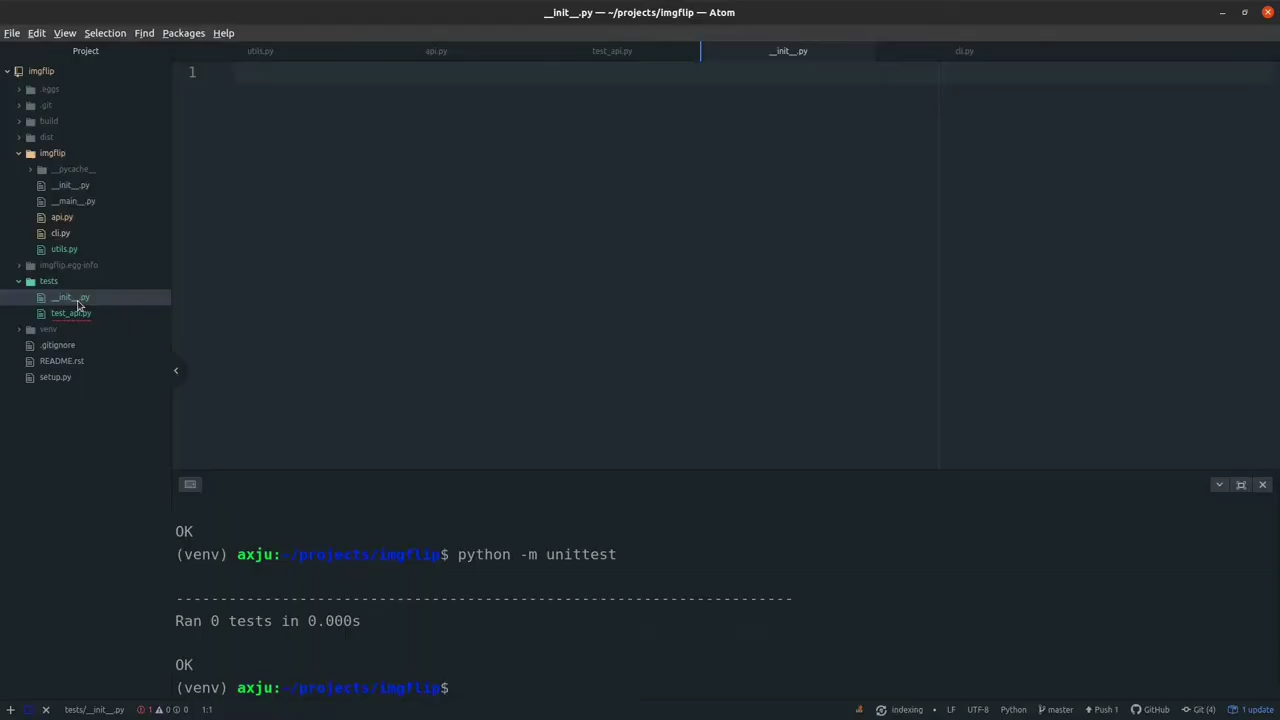 __init__.py — ~/projects/imgflip — Atom
File Edit View Selection Find Packages Help
Project
utils.py api.py test_api.py __init__.py cli.py
imgflip
.eggs
.git
build
dist
imgflip
__pycache__
__init__.py
__main__.py
api.py
cli.py
utils.py
imgflip.egg-info
tests
__init__.py
test_api.py
venv
.gitignore
README.rst
setup.py
1
OK
(venv) axju:~/projects/imgflip$ python -m unittest
----------------------------------------------------------------------
Ran 0 tests in 0.000s
OK
(venv) axju:~/projects/imgflip$
tests/__init__.py 1 0 0 1:1 indexing LF UTF-8 Python master Push 1 GitHub Git (4) 1 update